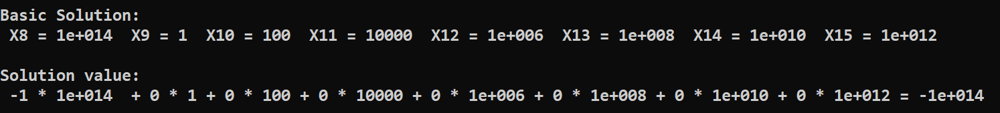 Basic Solution:
X8 = 1e+014 X9 = 1 X10 = 100 X11 = 10000 X12 = 1e+006 X13 = 1e+008 X14 = 1e+010 X15 = 1e+012
Solution value:
-1 * 1e+014 + 0 * 1 + 0 * 100 + 0 * 10000 + 0 * 1e+006 + 0 * 1e+008 + 0 * 1e+010 + 0 * 1e+012 = -1e+014